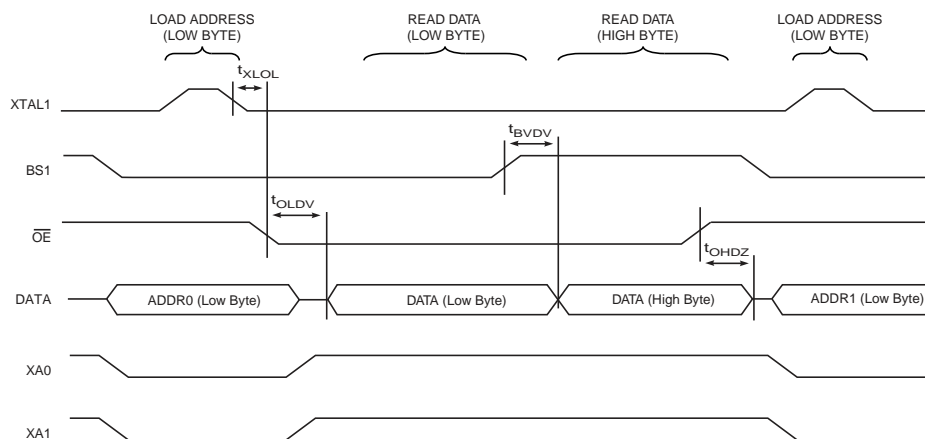 LOAD ADDRESS
(LOW BYTE)
READ DATA
(LOW BYTE)
READ DATA
(HIGH BYTE)
LOAD ADDRESS
(LOW BYTE)
tXLOL
XTAL1
tBVDV
BS1
tOLDV
OE
tOHDZ
DATA
ADDR0 (Low Byte)
DATA (Low Byte)
DATA (High Byte)
ADDR1 (Low Byte)
XA0
XA1